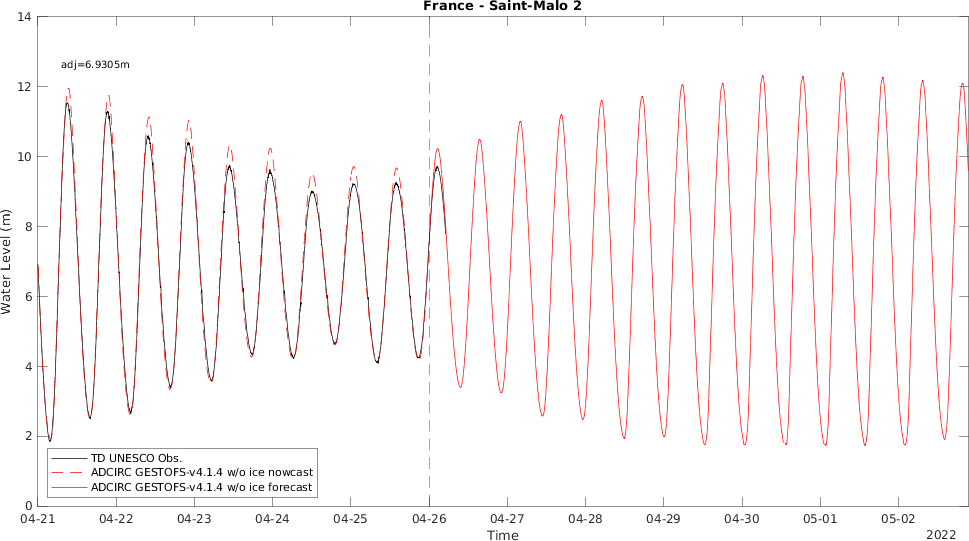 France - Saint-Malo 2
adj=6.9305m
14
12
10
8
6
4
2
0
Water Level (m)
TD UNESCO Obs.
ADCIRC GESTOFS-v4.1.4 w/o ice nowcast
ADCIRC GESTOFS-v4.1.4 w/o ice forecast
04-21 04-22 04-23 04-24 04-25 04-26 04-27 04-28 04-29 04-30 05-01 05-02
Time
2022